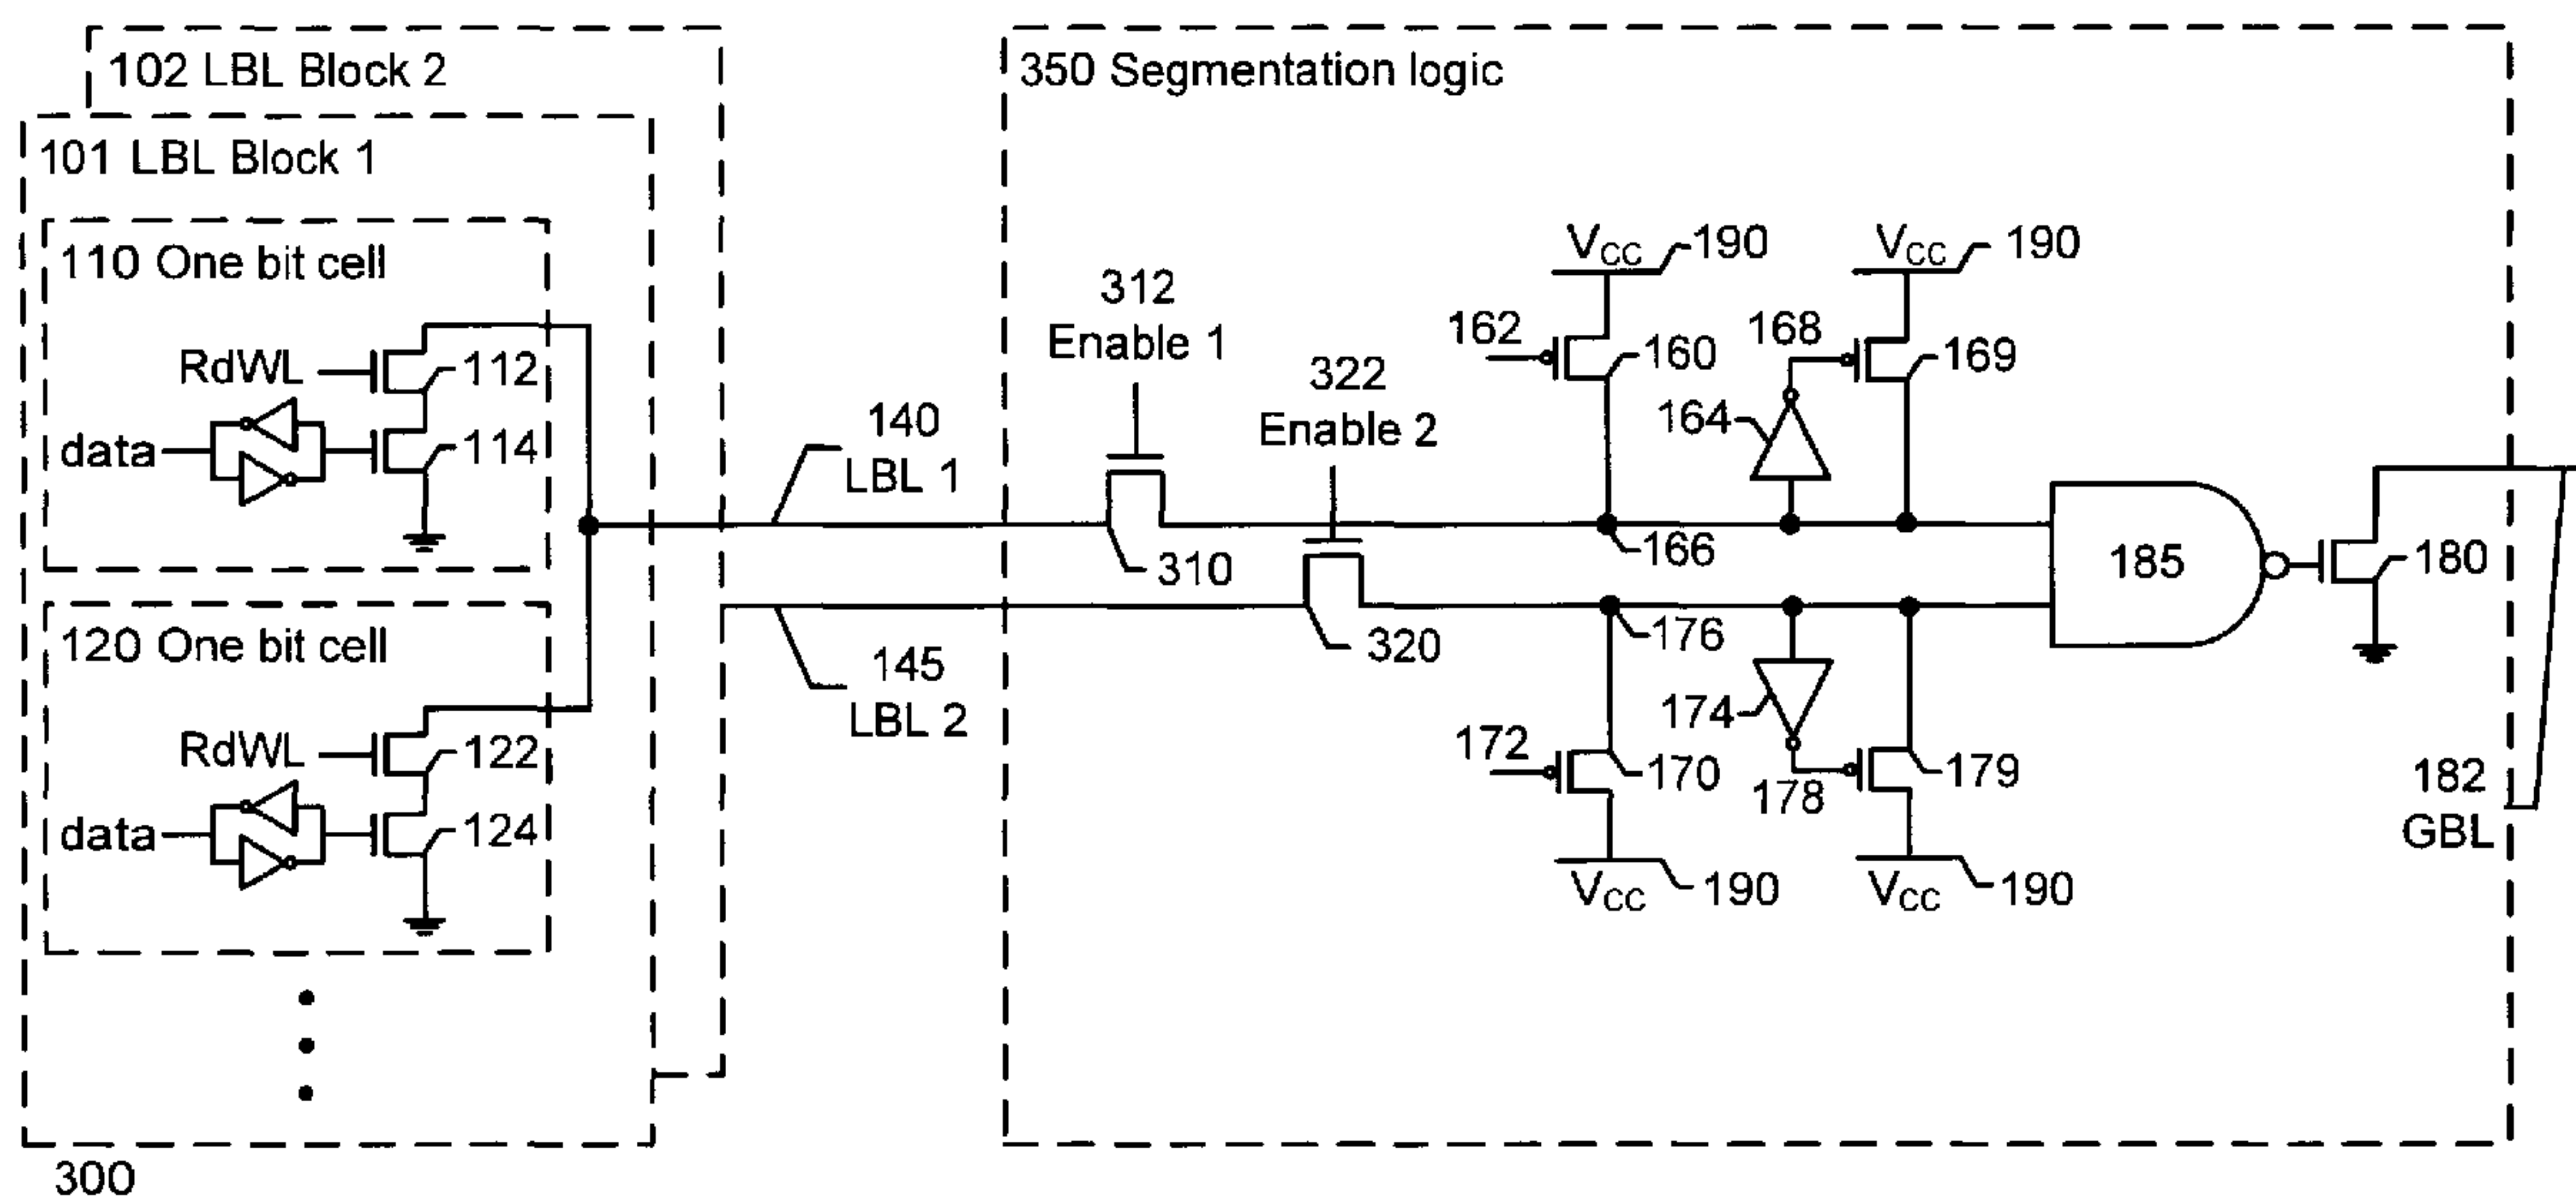 102 LBL Block 2
350 Segmentation logic
101 LBL Block 1
110 One bit cell
RdWL
112
data
114
120 One bit cell
RdWL
122
data
124
300
140
LBL 1
145
LBL 2
312
Enable 1
310
322
Enable 2
320
VCC
190
VCC
190
162
160
168
169
164
166
176
174
172
170
178
179
VCC
190
VCC
190
185
180
182
GBL